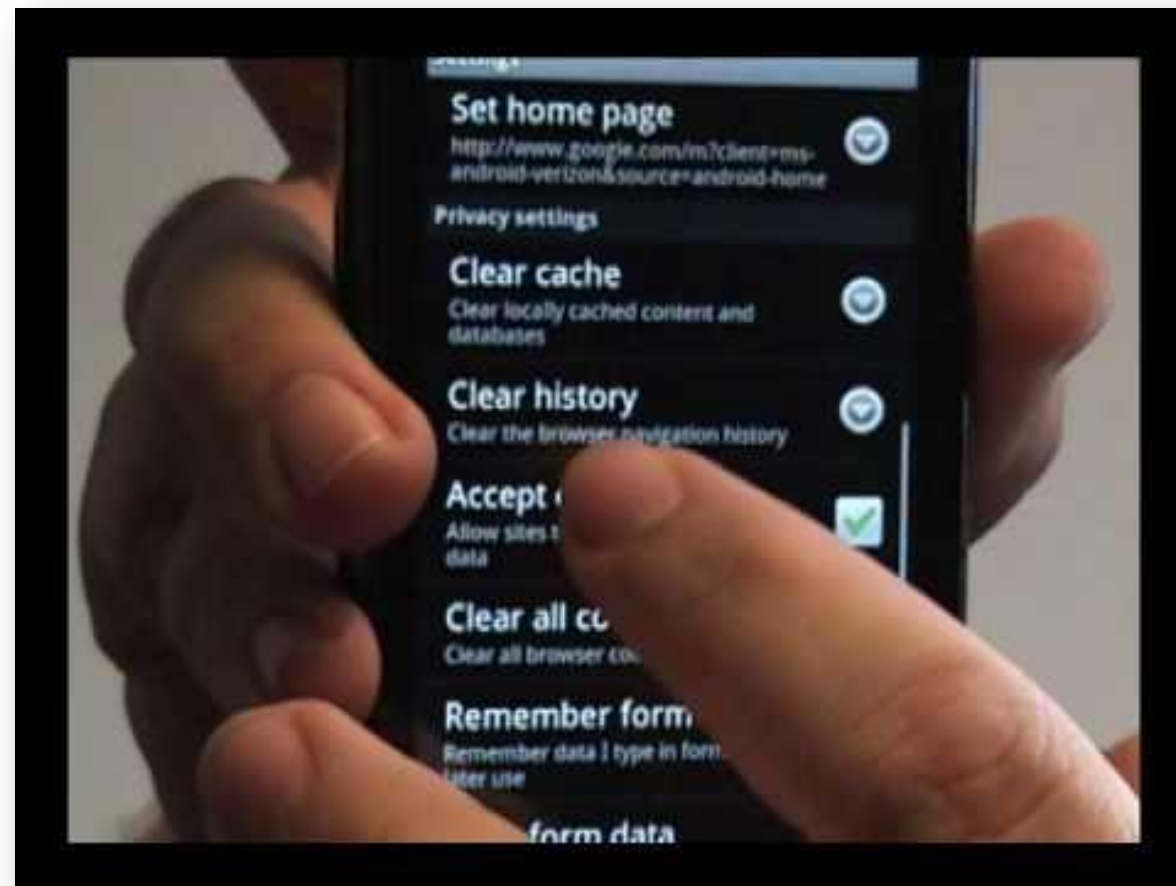 Settings
Set home page
http://www.google.com/m?client=ms-
android-verizon&source=android-home
Privacy settings
Clear cache
Clear locally cached content and
databases
Clear history
Clear the browser navigation history
Accept
Allow sites
data
Clear all
Clear all browser
Remember form
Remember data I type in
later use
form data